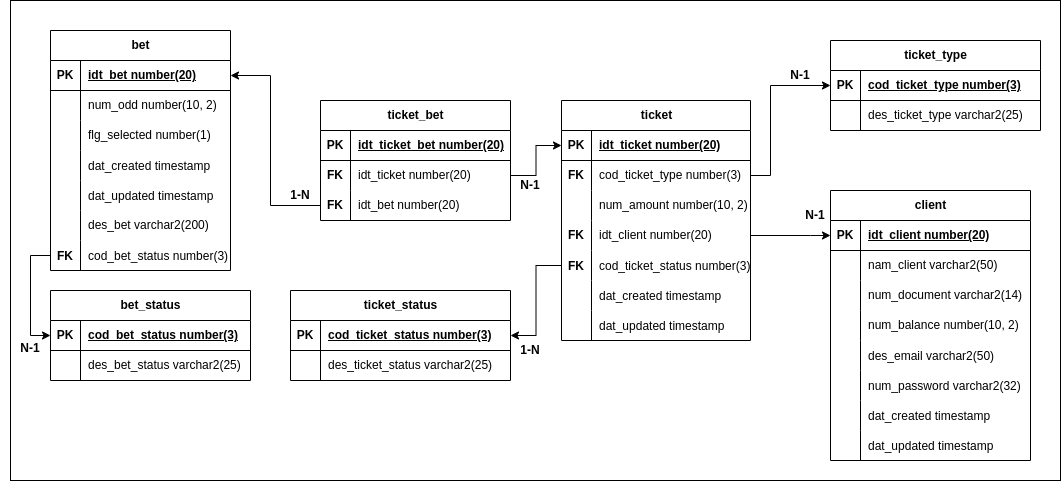 bet
PK idt_bet number(20)
num_odd number(10, 2)
flg_selected number(1)
dat_created timestamp
dat_updated timestamp
des_bet varchar2(200)
FK cod_bet_status number(3)
N-1
bet_status
PK cod_bet_status number(3)
des_bet_status varchar2(25)
ticket_bet
PK idt_ticket_bet number(20)
FK idt_ticket number(20)
FK idt_bet number(20)
1-N
N-1
ticket_status
PK cod_ticket_status number(3)
des_ticket_status varchar2(25)
1-N
ticket
PK idt_ticket number(20)
FK cod_ticket_type number(3)
num_amount number(10, 2)
FK idt_client number(20)
FK cod_ticket_status number(3)
dat_created timestamp
dat_updated timestamp
N-1
ticket_type
PK cod_ticket_type number(3)
des_ticket_type varchar2(25)
N-1
client
PK idt_client number(20)
nam_client varchar2(50)
num_document varchar2(14)
num_balance number(10, 2)
des_email varchar2(50)
num_password varchar2(32)
dat_created timestamp
dat_updated timestamp